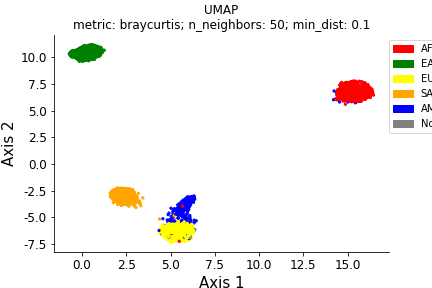 UMAP
metric: braycurtis; n_neighbors: 50; min_dist: 0.1
10.0
7.5
5.0
2.5
0.0
−2.5
−5.0
−7.5
Axis 2
0.0 2.5 5.0 7.5 10.0 12.5 15.0
Axis 1
AF
EA
EU
SA
AM
No